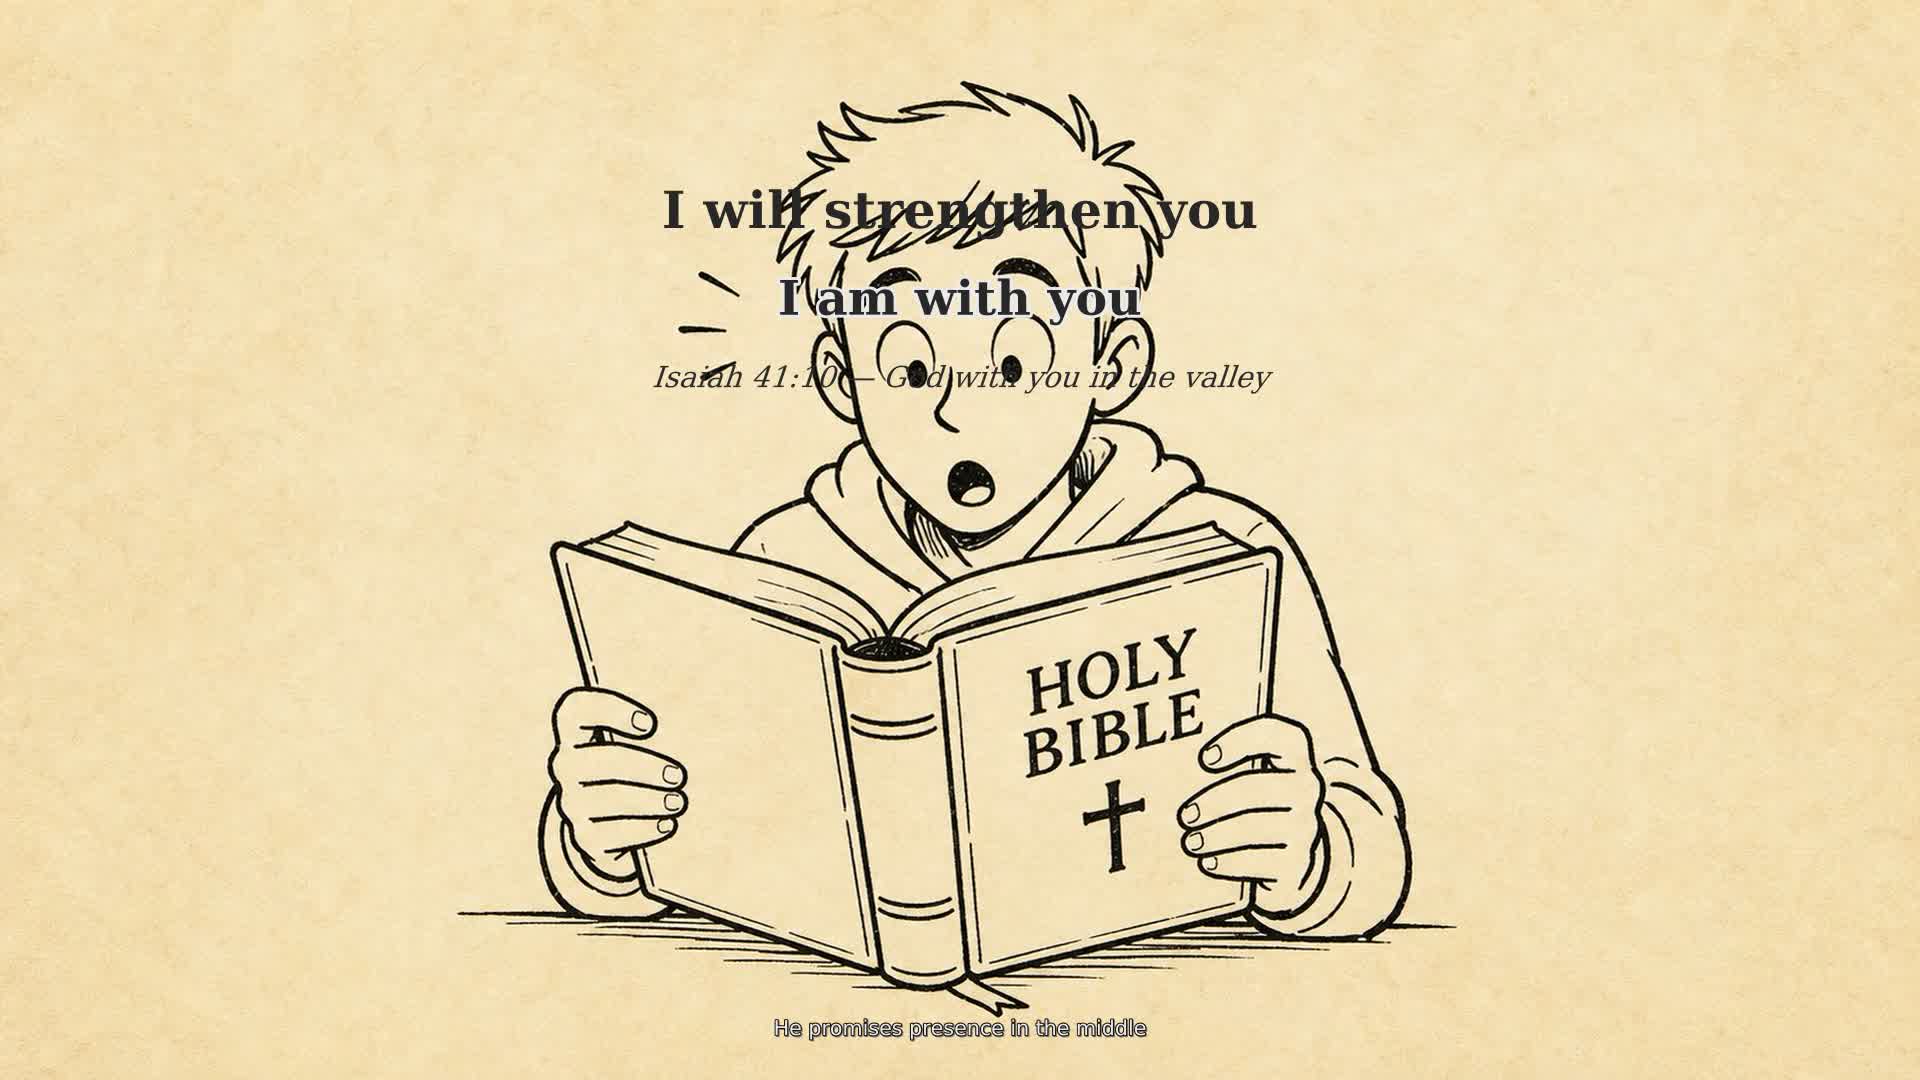 I will strengthen you
I am with you
Isaiah 41:10 — God with you in the valley
HOLY
BIBLE
He promises presence in the middle